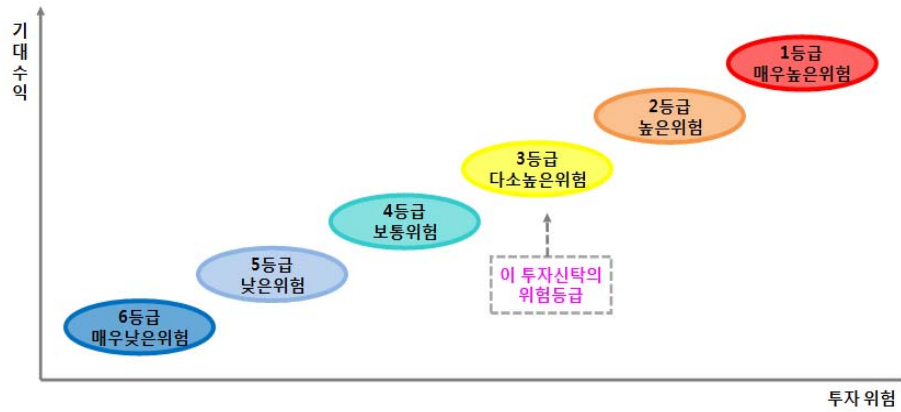 기대수익
1등급
매우높은위험
2등급
높은위험
3등급
다소높은위험
4등급
보통위험
5등급
낮은위험
6등급
매우낮은위험
이 투자신탁의
위험등급
투자 위험